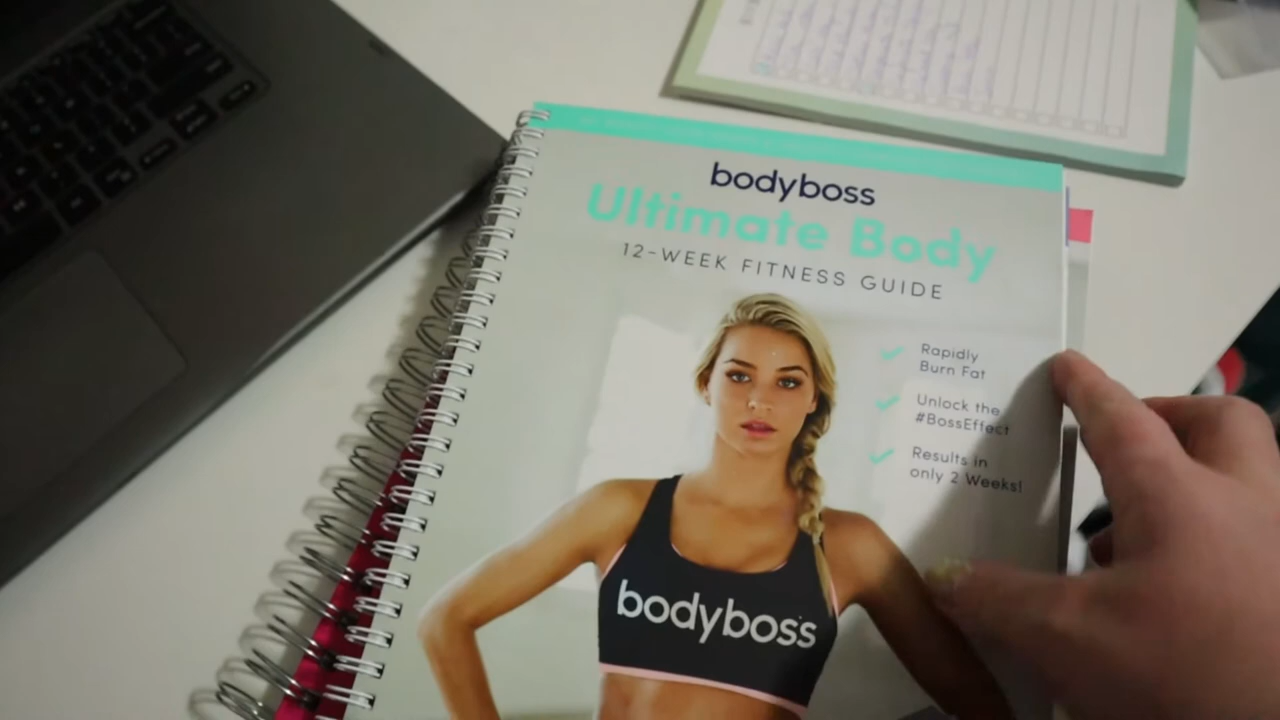 bodyboss
Ultimate Body
12-WEEK FITNESS GUIDE
Rapidly
Burn Fat
Unlock the
#BossEffect
Results in
only 2 Weeks!
bodyboss